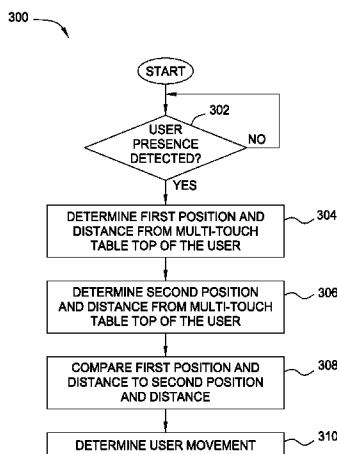 300
START
302
USER
PRESENCE
DETECTED?
NO
YES
DETERMINE FIRST POSITION AND
DISTANCE FROM MULTI-TOUCH
TABLE TOP OF THE USER
304
DETERMINE SECOND POSITION
AND DISTANCE FROM MULTI-TOUCH
TABLE TOP OF THE USER
306
COMPARE FIRST POSITION AND
DISTANCE TO SECOND POSITION
AND DISTANCE
308
DETERMINE USER MOVEMENT
310